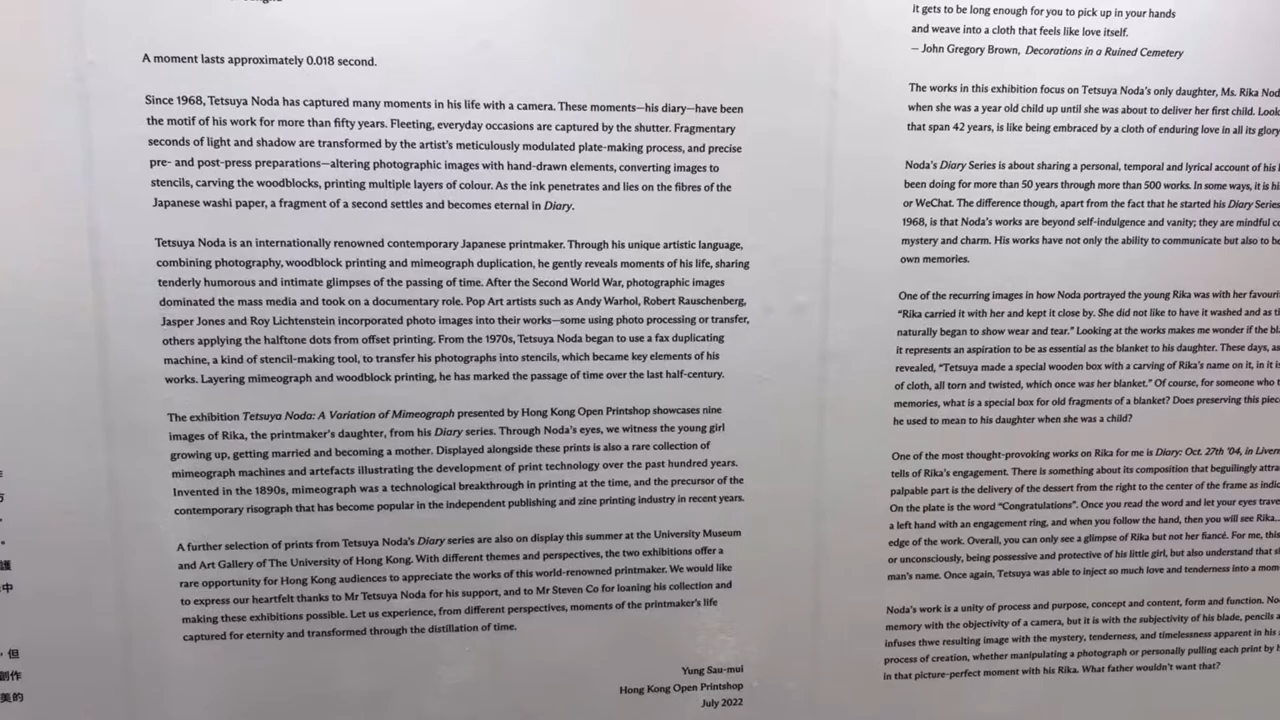 A moment lasts approximately 0.018 second.
Since 1968, Tetsuya Noda has captured many moments in his life with a camera. These moments—his diary—have been
the motif of his work for more than fifty years. Fleeting, everyday occasions are captured by the shutter. Fragmentary
seconds of light and shadow are transformed by the artist's meticulously modulated plate-making process, and precise
pre- and post-press preparations—altering photographic images with hand-drawn elements, converting images to
stencils, carving the woodblocks, printing multiple layers of colour. As the ink penetrates and lies on the fibres of the
Japanese washi paper, a fragment of a second settles and becomes eternal in Diary.
Tetsuya Noda is an internationally renowned contemporary Japanese printmaker. Through his unique artistic language,
combining photography, woodblock printing and mimeograph duplication, he gently reveals moments of his life, sharing
tenderly humorous and intimate glimpses of the passing of time. After the Second World War, photographic images
dominated the mass media and took on a documentary role. Pop Art artists such as Andy Warhol, Robert Rauschenberg,
Jasper Jones and Roy Lichtenstein incorporated photo images into their works—some using photo processing or transfer,
others applying the halftone dots from offset printing. From the 1970s, Tetsuya Noda began to use a fax duplicating
machine, a kind of stencil-making tool, to transfer his photographs into stencils, which became key elements of his
works. Layering mimeograph and woodblock printing, he has marked the passage of time over the last half-century.
The exhibition Tetsuya Noda: A Variation of Mimeograph presented by Hong Kong Open Printshop showcases nine
images of Rika, the printmaker's daughter, from his Diary series. Through Noda's eyes, we witness the young girl
growing up, getting married and becoming a mother. Displayed alongside these prints is also a rare collection of
mimeograph machines and artefacts illustrating the development of print technology over the past hundred years.
Invented in the 1890s, mimeograph was a technological breakthrough in printing at the time, and the precursor of the
contemporary risograph that has become popular in the independent publishing and zine printing industry in recent years.
A further selection of prints from Tetsuya Noda's Diary series are also on display this summer at the University Museum
and Art Gallery of The University of Hong Kong. With different themes and perspectives, the two exhibitions offer a
rare opportunity for Hong Kong audiences to appreciate the works of this world-renowned printmaker. We would like
to express our heartfelt thanks to Mr Tetsuya Noda for his support, and to Mr Steven Co for loaning his collection and
making these exhibitions possible. Let us experience, from different perspectives, moments of the printmaker's life
captured for eternity and transformed through the distillation of time.
Yung Sau-mui
Hong Kong Open Printshop
July 2022
It gets to be long enough for you to pick up in your hands
and weave into a cloth that feels like love itself.
— John Gregory Brown, Decorations in a Ruined Cemetery
The works in this exhibition focus on Tetsuya Noda's only daughter, Ms. Rika Nod
when she was a year old child up until she was about to deliver her first child. Look
that span 42 years, is like being embraced by a cloth of enduring love in all its glory
Noda's Diary Series is about sharing a personal, temporal and lyrical account of his
been doing for more than 50 years through more than 500 works. In some ways, it is hi
or WeChat. The difference though, apart from the fact that he started his Diary Series
1968, is that Noda's works are beyond self-indulgence and vanity; they are mindful co
mystery and charm. His works have not only the ability to communicate but also to be
own memories.
One of the recurring images in how Noda portrayed the young Rika was with her favouri
"Rika carried it with her and kept it close by. She did not like to have it washed and as t
naturally began to show wear and tear." Looking at the works makes me wonder if the bl
it represents an aspiration to be as essential as the blanket to his daughter. These days, as
revealed, "Tetsuya made a special wooden box with a carving of Rika's name on it, in it is
of cloth, all torn and twisted, which once was her blanket." Of course, for someone who t
memories, what is a special box for old fragments of a blanket? Does preserving this piec
he used to mean to his daughter when she was a child?
One of the most thought-provoking works on Rika for me is Diary: Oct. 27th '04, in Liver
tells of Rika's engagement. There is something about its composition that beguilingly attra
palpable part is the delivery of the dessert from the right to the center of the frame as indic
On the plate is the word "Congratulations". Once you read the word and let your eyes trave
a left hand with an engagement ring, and when you follow the hand, then you will see Rika..
edge of the work. Overall, you can only see a glimpse of Rika but not her fiancé. For me, this
or unconsciously, being possessive and protective of his little girl, but also understand that s
man's name. Once again, Tetsuya was able to inject so much love and tenderness into a mom
Noda's work is a unity of process and purpose, concept and content, form and function. No
memory with the objectivity of a camera, but it is with the subjectivity of his blade, pencils a
infuses thwe resulting image with the mystery, tenderness, and timelessness apparent in his
process of creation, whether manipulating a photograph or personally pulling each print by h
in that picture-perfect moment with his Rika. What father wouldn't want that?
護
中
，但
創作
美的